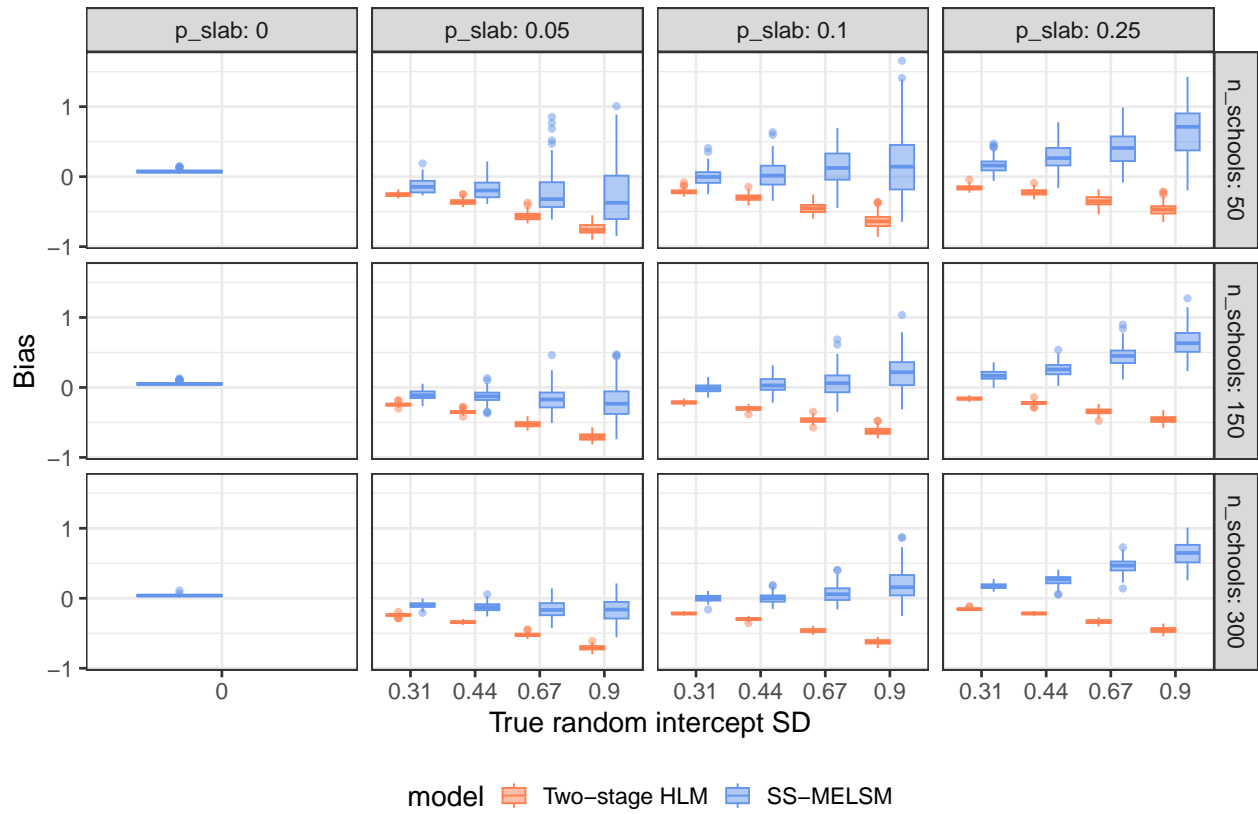 p_slab: 0
p_slab: 0.05
p_slab: 0.1
p_slab: 0.25
Bias
1
0
−1
n_schools: 50
1
0
−1
n_schools: 150
1
0
−1
n_schools: 300
0
0.31 0.44 0.67 0.9
0.31 0.44 0.67 0.9
0.31 0.44 0.67 0.9
True random intercept SD
model Two−stage HLM SS−MELSM